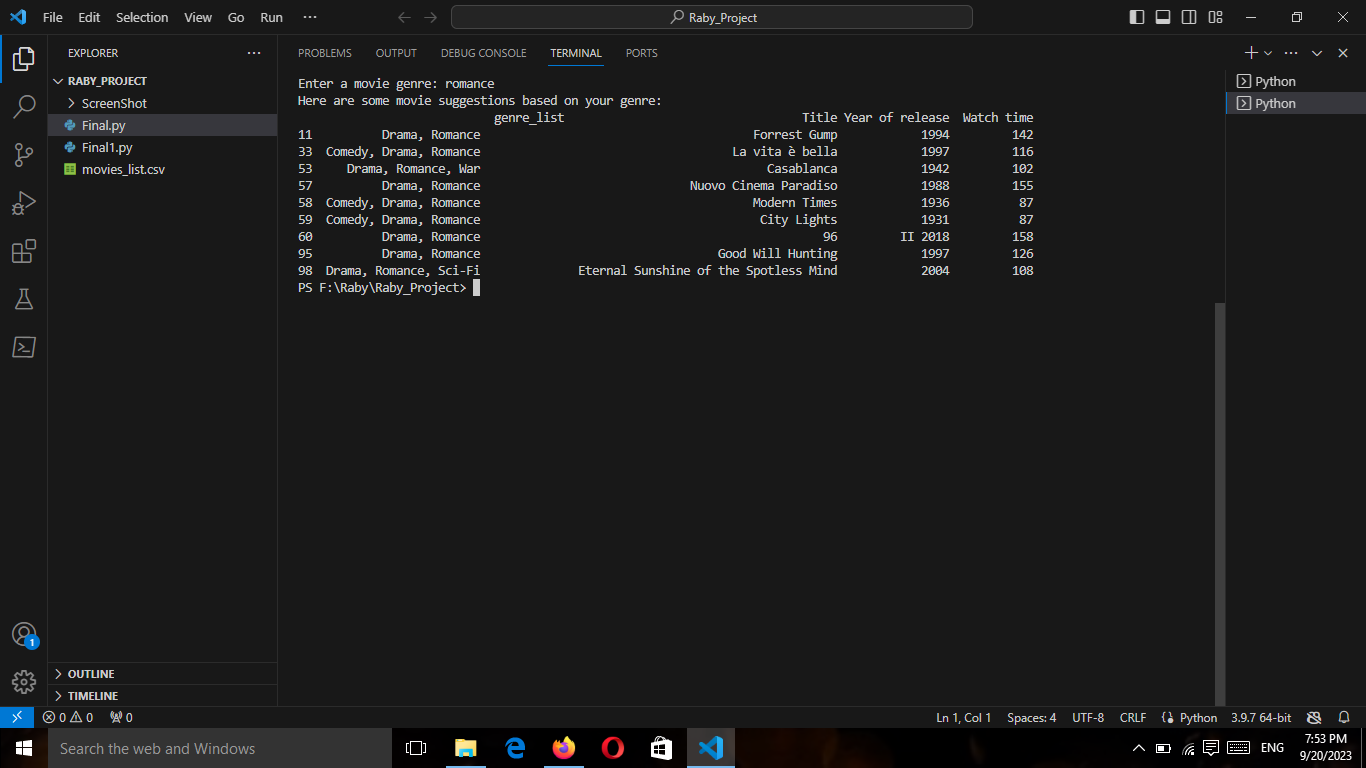 File Edit Selection View Go Run ···
Raby_Project
EXPLORER
RABY_PROJECT
ScreenShot
Final.py
Final1.py
movies_list.csv
OUTLINE
TIMELINE
PROBLEMS OUTPUT DEBUG CONSOLE TERMINAL PORTS
Enter a movie genre: romance
Here are some movie suggestions based on your genre:
genre_list Title Year of release Watch time
11 Drama, Romance Forrest Gump 1994 142
33 Comedy, Drama, Romance La vita è bella 1997 116
53 Drama, Romance, War Casablanca 1942 102
57 Drama, Romance Nuovo Cinema Paradiso 1988 155
58 Comedy, Drama, Romance Modern Times 1936 87
59 Comedy, Drama, Romance City Lights 1931 87
60 Drama, Romance 96 II 2018 158
95 Drama, Romance Good Will Hunting 1997 126
98 Drama, Romance, Sci-Fi Eternal Sunshine of the Spotless Mind 2004 108
PS F:\Raby\Raby_Project>
Python
Python
1
0 0 0
Ln 1, Col 1 Spaces: 4 UTF-8 CRLF Python 3.9.7 64-bit
Search the web and Windows
ENG
7:53 PM
9/20/2023